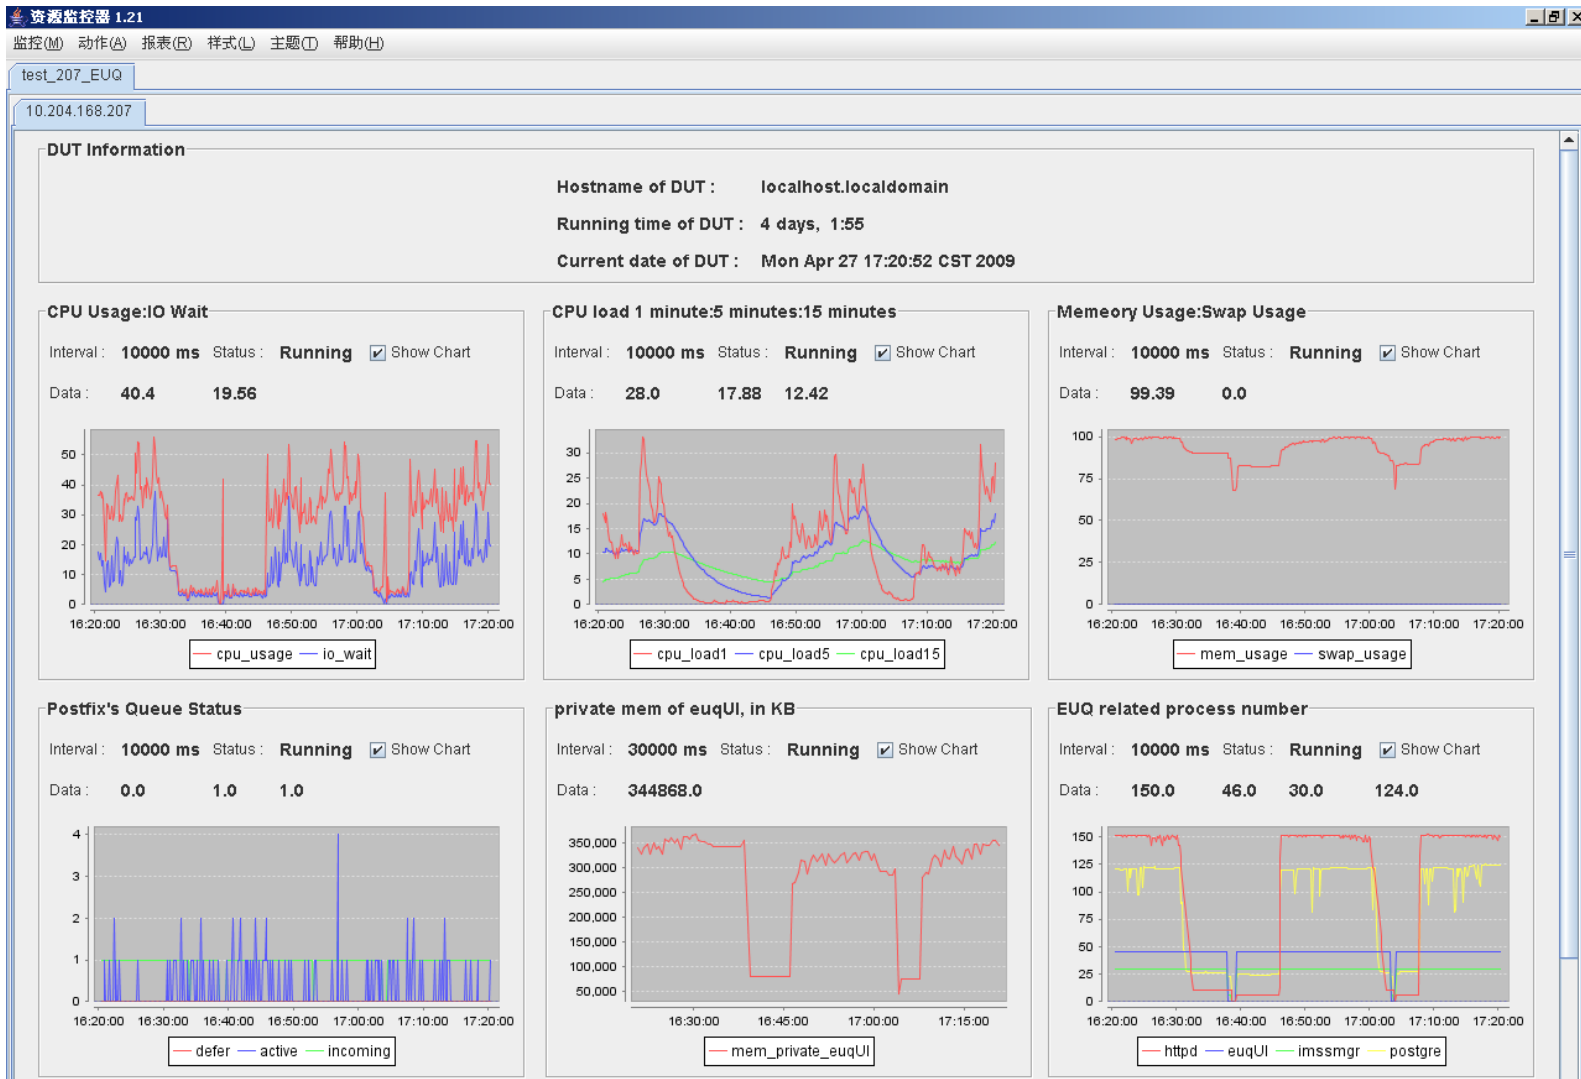 资源监控器 1.21
监控(M) 动作(A) 报表(R) 样式(L) 主题(T) 帮助(H)
test_207_EUQ
10.204.168.207
DUT Information
Hostname of DUT : localhost.localdomain
Running time of DUT : 4 days, 1:55
Current date of DUT : Mon Apr 27 17:20:52 CST 2009
CPU Usage:IO Wait
Interval : 10000 ms Status : Running Show Chart
Data : 40.4 19.56
50
40
30
20
10
0
16:20:00 16:30:00 16:40:00 16:50:00 17:00:00 17:10:00 17:20:00
cpu_usage io_wait
CPU load 1 minute:5 minutes:15 minutes
Interval : 10000 ms Status : Running Show Chart
Data : 28.0 17.88 12.42
30
25
20
15
10
5
0
16:20:00 16:30:00 16:40:00 16:50:00 17:00:00 17:10:00 17:20:00
cpu_load1 cpu_load5 cpu_load15
Memeory Usage:Swap Usage
Interval : 10000 ms Status : Running Show Chart
Data : 99.39 0.0
100
75
50
25
0
16:20:00 16:30:00 16:40:00 16:50:00 17:00:00 17:10:00 17:20:00
mem_usage swap_usage
Postfix's Queue Status
Interval : 10000 ms Status : Running Show Chart
Data : 0.0 1.0 1.0
4
3
2
1
0
16:20:00 16:30:00 16:40:00 16:50:00 17:00:00 17:10:00 17:20:00
defer active incoming
private mem of euqUI, in KB
Interval : 30000 ms Status : Running Show Chart
Data : 344868.0
350,000
300,000
250,000
200,000
150,000
100,000
50,000
16:30:00 16:45:00 17:00:00 17:15:00
mem_private_euqUI
EUQ related process number
Interval : 10000 ms Status : Running Show Chart
Data : 150.0 46.0 30.0 124.0
150
125
100
75
50
25
0
16:20:00 16:30:00 16:40:00 16:50:00 17:00:00 17:10:00 17:20:00
httpd euqUI imssmgr postgre